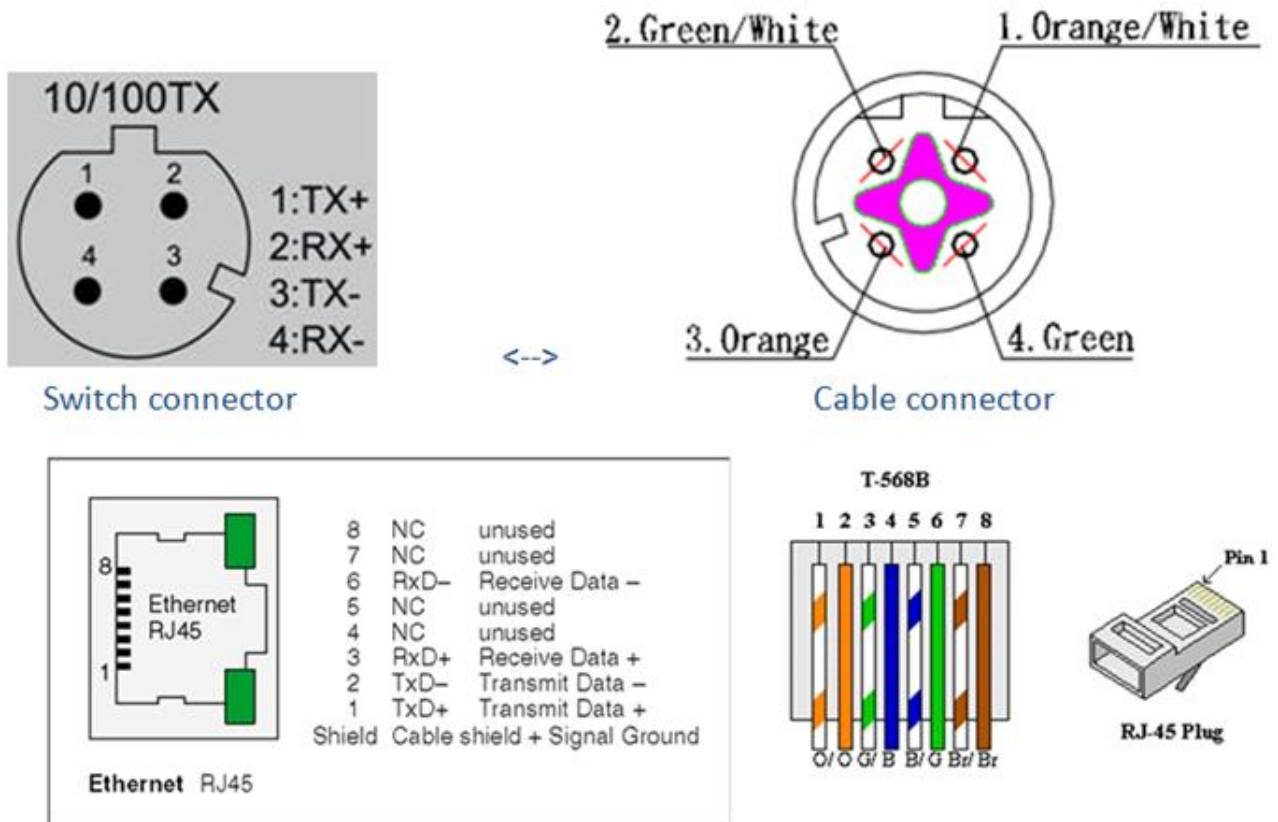 2.Green/White
1.Orange/White
10/100TX
1 2
4 3
1:TX+
2:RX+
3:TX-
4:RX-
3.Orange
4.Green
<-->
Switch connector
Cable connector
8
1
Ethernet
RJ45
8 NC unused
7 NC unused
6 RxD– Receive Data –
5 NC unused
4 NC unused
3 RxD+ Receive Data +
2 TxD– Transmit Data –
1 TxD+ Transmit Data +
Shield Cable shield + Signal Ground
Ethernet RJ45
T-568B
1 2 3 4 5 6 7 8
O/ O G/ B B/ G Br/ Br
Pin 1
RJ-45 Plug